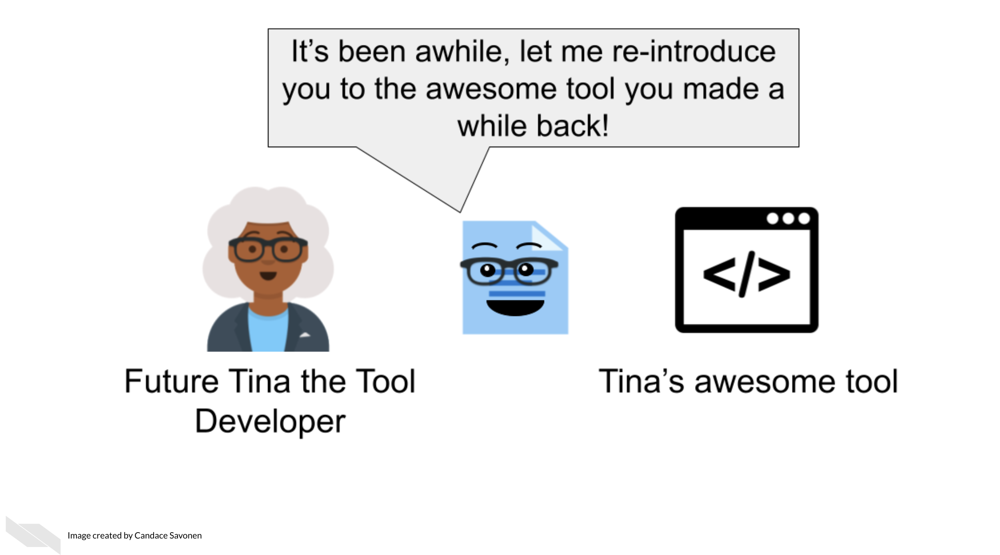 It’s been awhile, let me re-introduce
you to the awesome tool you made a
while back!
</>
Future Tina the Tool
Developer
Tina’s awesome tool
Image created by Candace Savonen